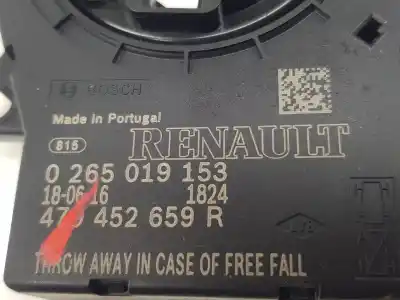 BOSCH
Made in Portugal
RENAULT
815
0 265 019 153
18-06-16 1824
479 452 659 R
THROW AWAY IN CASE OF FREE FALL